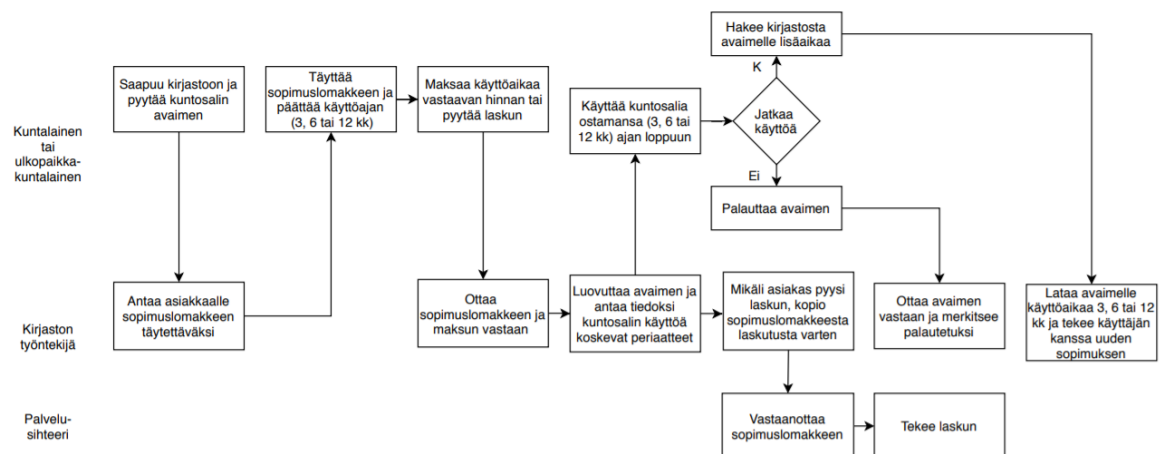 Hakee kirjastosta
avaimelle lisäaikaa
K
Saapuu kirjastoon ja
pyytää kuntosalin
avaimen
Täyttää
sopimuslomakkeen ja
päättää käyttöajan
(3, 6 tai 12 kk)
Maksaa käyttöaikaa
vastaavan hinnan tai
pyytää laskun
Käyttää kuntosalia
ostamansa (3, 6 tai
12 kk) ajan loppuun
Jatkaa
käyttöä
Kuntalainen
tai
ulkopaikka-
kuntalainen
Ei
Palauttaa avaimen
Antaa asiakkaalle
sopimuslomakkeen
täytettäväksi
Ottaa
sopimuslomakkeen ja
maksun vastaan
Luovuttaa avaimen ja
antaa tiedoksi
kuntosalin käyttöä
koskevat periaatteet
Mikäli asiakas pyysi
laskun, kopio
sopimuslomakkeesta
laskutusta varten
Ottaa avaimen
vastaan ja merkitsee
palautetuksi
Lataa avaimelle
käyttöaikaa 3, 6 tai 12
kk ja tekee käyttäjän
kanssa uuden
sopimuksen
Kirjaston
työntekijä
Palvelu-
sihteeri
Vastaanottaa
sopimuslomakkeen
Tekee laskun